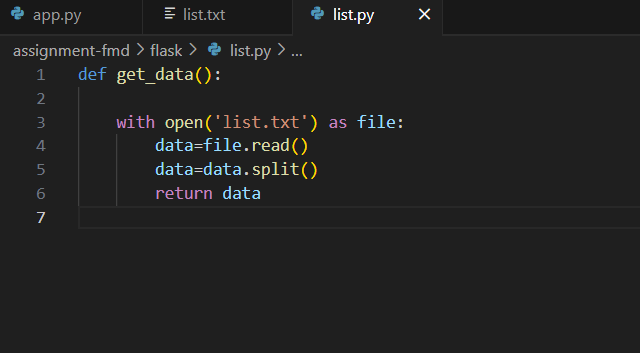 app.py list.txt list.py ×
assignment-fmd > flask > list.py > ...
1 def get_data():
2
3     with open('list.txt') as file:
4         data=file.read()
5         data=data.split()
6         return data
7